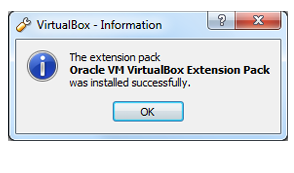 VirtualBox - Information
The extension pack
Oracle VM VirtualBox Extension Pack
was installed successfully.
OK